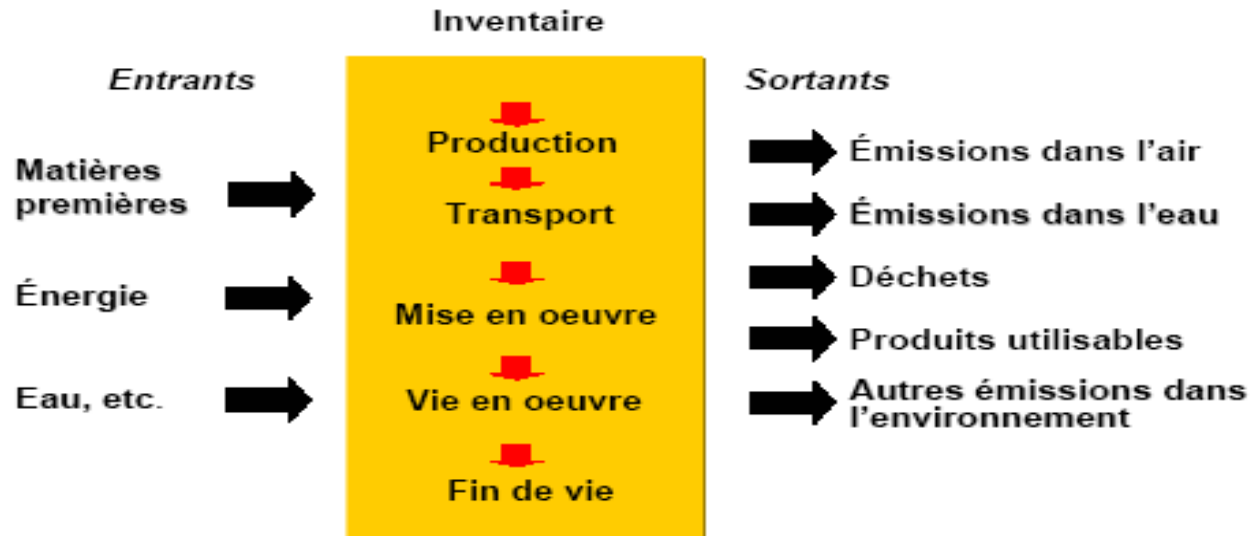 Inventaire
Entrants
Sortants
Production
Émissions dans l'air
Matières
premières
Transport
Émissions dans l'eau
Déchets
Énergie
Mise en oeuvre
Produits utilisables
Eau, etc.
Vie en oeuvre
Autres émissions dans
l'environnement
Fin de vie